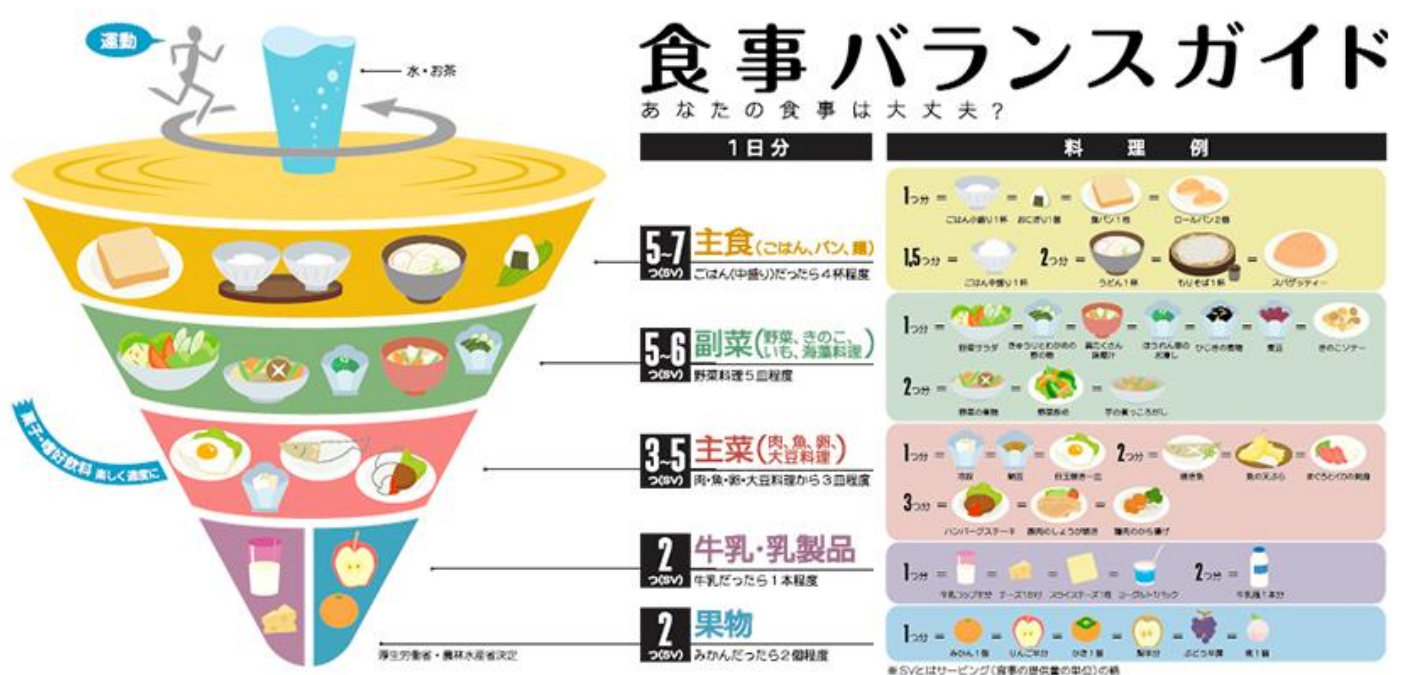 食事バランスガイド
あなたの食事は大丈夫?
運動
水・お茶
菓子・嗜好飲料 楽しく適度に
1日分
料理例
5~7 つ(SV)
主食(ごはん、パン、麺)
ごはん(中盛り)だったら4杯程度
1つ分 = ごはん小盛り1杯 = おにぎり1個 = 食パン1枚 = ロールパン2個
1.5つ分 = ごはん中盛り1杯 2つ分 = うどん1杯 = もりそば1杯 = スパゲッティー
5~6 つ(SV)
副菜(野菜、きのこ、いも、海藻料理)
野菜料理5皿程度
1つ分 = 野菜サラダ = きゅうりとわかめの酢の物 = 具たくさん味噌汁 = ほうれん草のお浸し = ひじきの煮物 = 煮豆 = きのこソテー
2つ分 = 野菜の煮物 = 野菜炒め = 芋の煮っころがし
3~5 つ(SV)
主菜(肉、魚、卵、大豆料理)
肉・魚・卵・大豆料理から3皿程度
1つ分 = 冷奴 = 納豆 = 目玉焼き一皿 2つ分 = 焼き魚 = 魚の天ぷら = まぐろとイカの刺身
3つ分 = ハンバーグステーキ = 豚肉のしょうが焼き = 鶏肉のから揚げ
2 つ(SV)
牛乳・乳製品
牛乳だったら1本程度
1つ分 = 牛乳コップ半分 = チーズ1かけ = スライスチーズ1枚 = ヨーグルト1パック 2つ分 = 牛乳瓶1本分
2 つ(SV)
果物
みかんだったら2個程度
1つ分 = みかん1個 = りんご半分 = かき1個 = 梨半分 = ぶどう半房 = 桃1個
厚生労働省・農林水産省決定
※SVとはサービング(食事の提供量の単位)の略